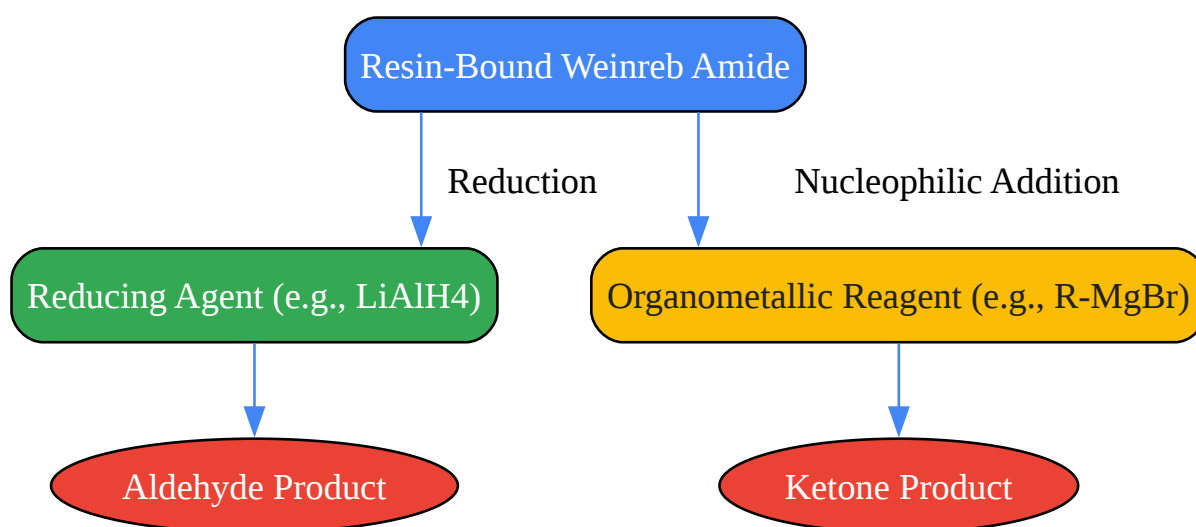 Resin-Bound Weinreb Amide
Reduction
Nucleophilic Addition
Reducing Agent (e.g., LiAlH4)
Organometallic Reagent (e.g., R-MgBr)
Aldehyde Product
Ketone Product